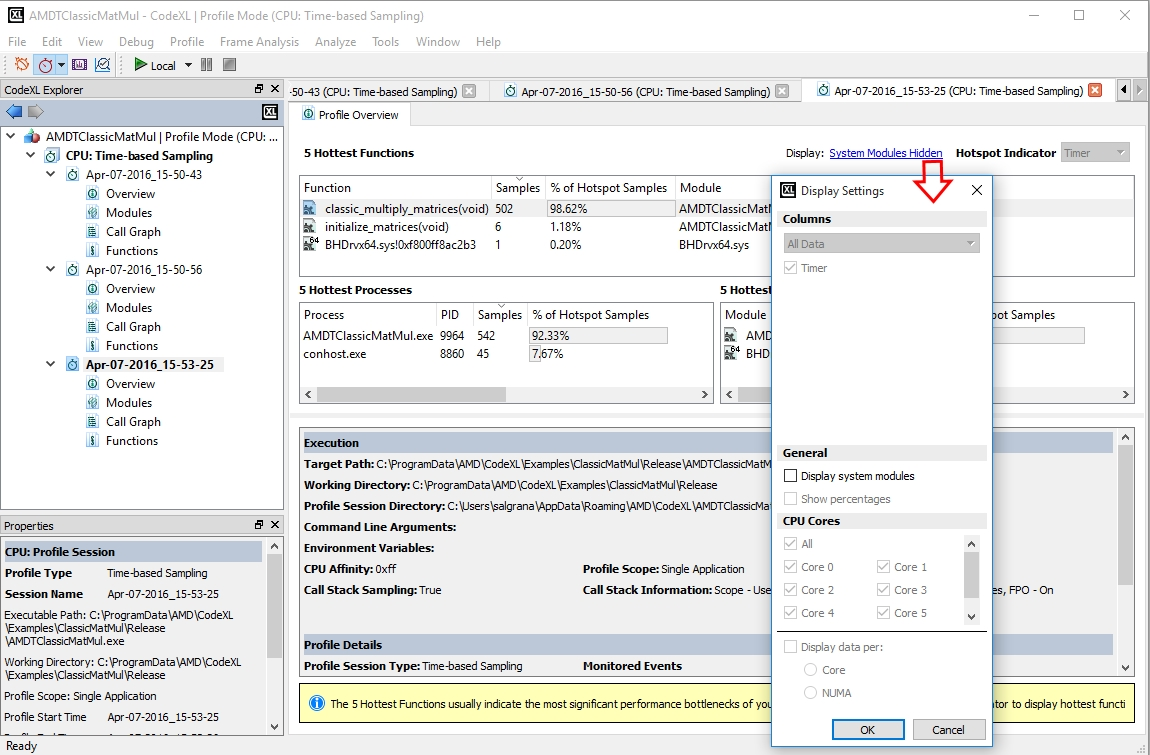 AMDTClassicMatMul - CodeXL | Profile Mode (CPU: Time-based Sampling)
File Edit View Debug Profile Frame Analysis Analyze Tools Window Help
Local
CodeXL Explorer
AMDTClassicMatMul | Profile Mode (CPU: ...
CPU: Time-based Sampling
Apr-07-2016_15-50-43
Overview
Modules
Call Graph
Functions
Apr-07-2016_15-50-56
Overview
Modules
Call Graph
Functions
Apr-07-2016_15-53-25
Overview
Modules
Call Graph
Functions
Properties
CPU: Profile Session
Profile Type Time-based Sampling
Session Name Apr-07-2016_15-53-25
Executable Path: C:\ProgramData\AMD\CodeXL
\Examples\ClassicMatMul\Release
\AMDTClassicMatMul.exe
Working Directory: C:\ProgramData\AMD\CodeXL
\Examples\ClassicMatMul\Release
Profile Scope: Single Application
Profile Start Time Apr-07-2016_15-53-25
-50-43 (CPU: Time-based Sampling) Apr-07-2016_15-50-56 (CPU: Time-based Sampling) Apr-07-2016_15-53-25 (CPU: Time-based Sampling)
Profile Overview
5 Hottest Functions Display: System Modules Hidden Hotspot Indicator Timer
Function Samples % of Hotspot Samples Module
classic_multiply_matrices(void) 502 98.62% AMDTClassicMatM
initialize_matrices(void) 6 1.18% AMDTClassicMatM
BHDrvx64.sys!0xf800ff8ac2b3 1 0.20% BHDrvx64.sys
5 Hottest Processes 5 Hottest
Process PID Samples % of Hotspot Samples
AMDTClassicMatMul.exe 9964 542 92.33%
conhost.exe 8860 45 7.67%
Module pot Samples
AMD
BHD
Execution
Target Path: C:\ProgramData\AMD\CodeXL\Examples\ClassicMatMul\Release\AMDTClassicMatM
Working Directory: C:\ProgramData\AMD\CodeXL\Examples\ClassicMatMul\Release
Profile Session Directory: C:\Users\salgrana\AppData\Roaming\AMD\CodeXL\AMDTClassicMat
Command Line Arguments:
Environment Variables:
CPU Affinity: 0xff Profile Scope: Single Application
Call Stack Sampling: True Call Stack Information: Scope - Use es, FPO - On
Profile Details
Profile Session Type: Time-based Sampling Monitored Events
The 5 Hottest Functions usually indicate the most significant performance bottlenecks of you tor to display hottest functi
Display Settings
Columns
All Data
Timer
General
Display system modules
Show percentages
CPU Cores
All
Core 0 Core 1
Core 2 Core 3
Core 4 Core 5
Display data per:
Core
NUMA
OK Cancel
Ready